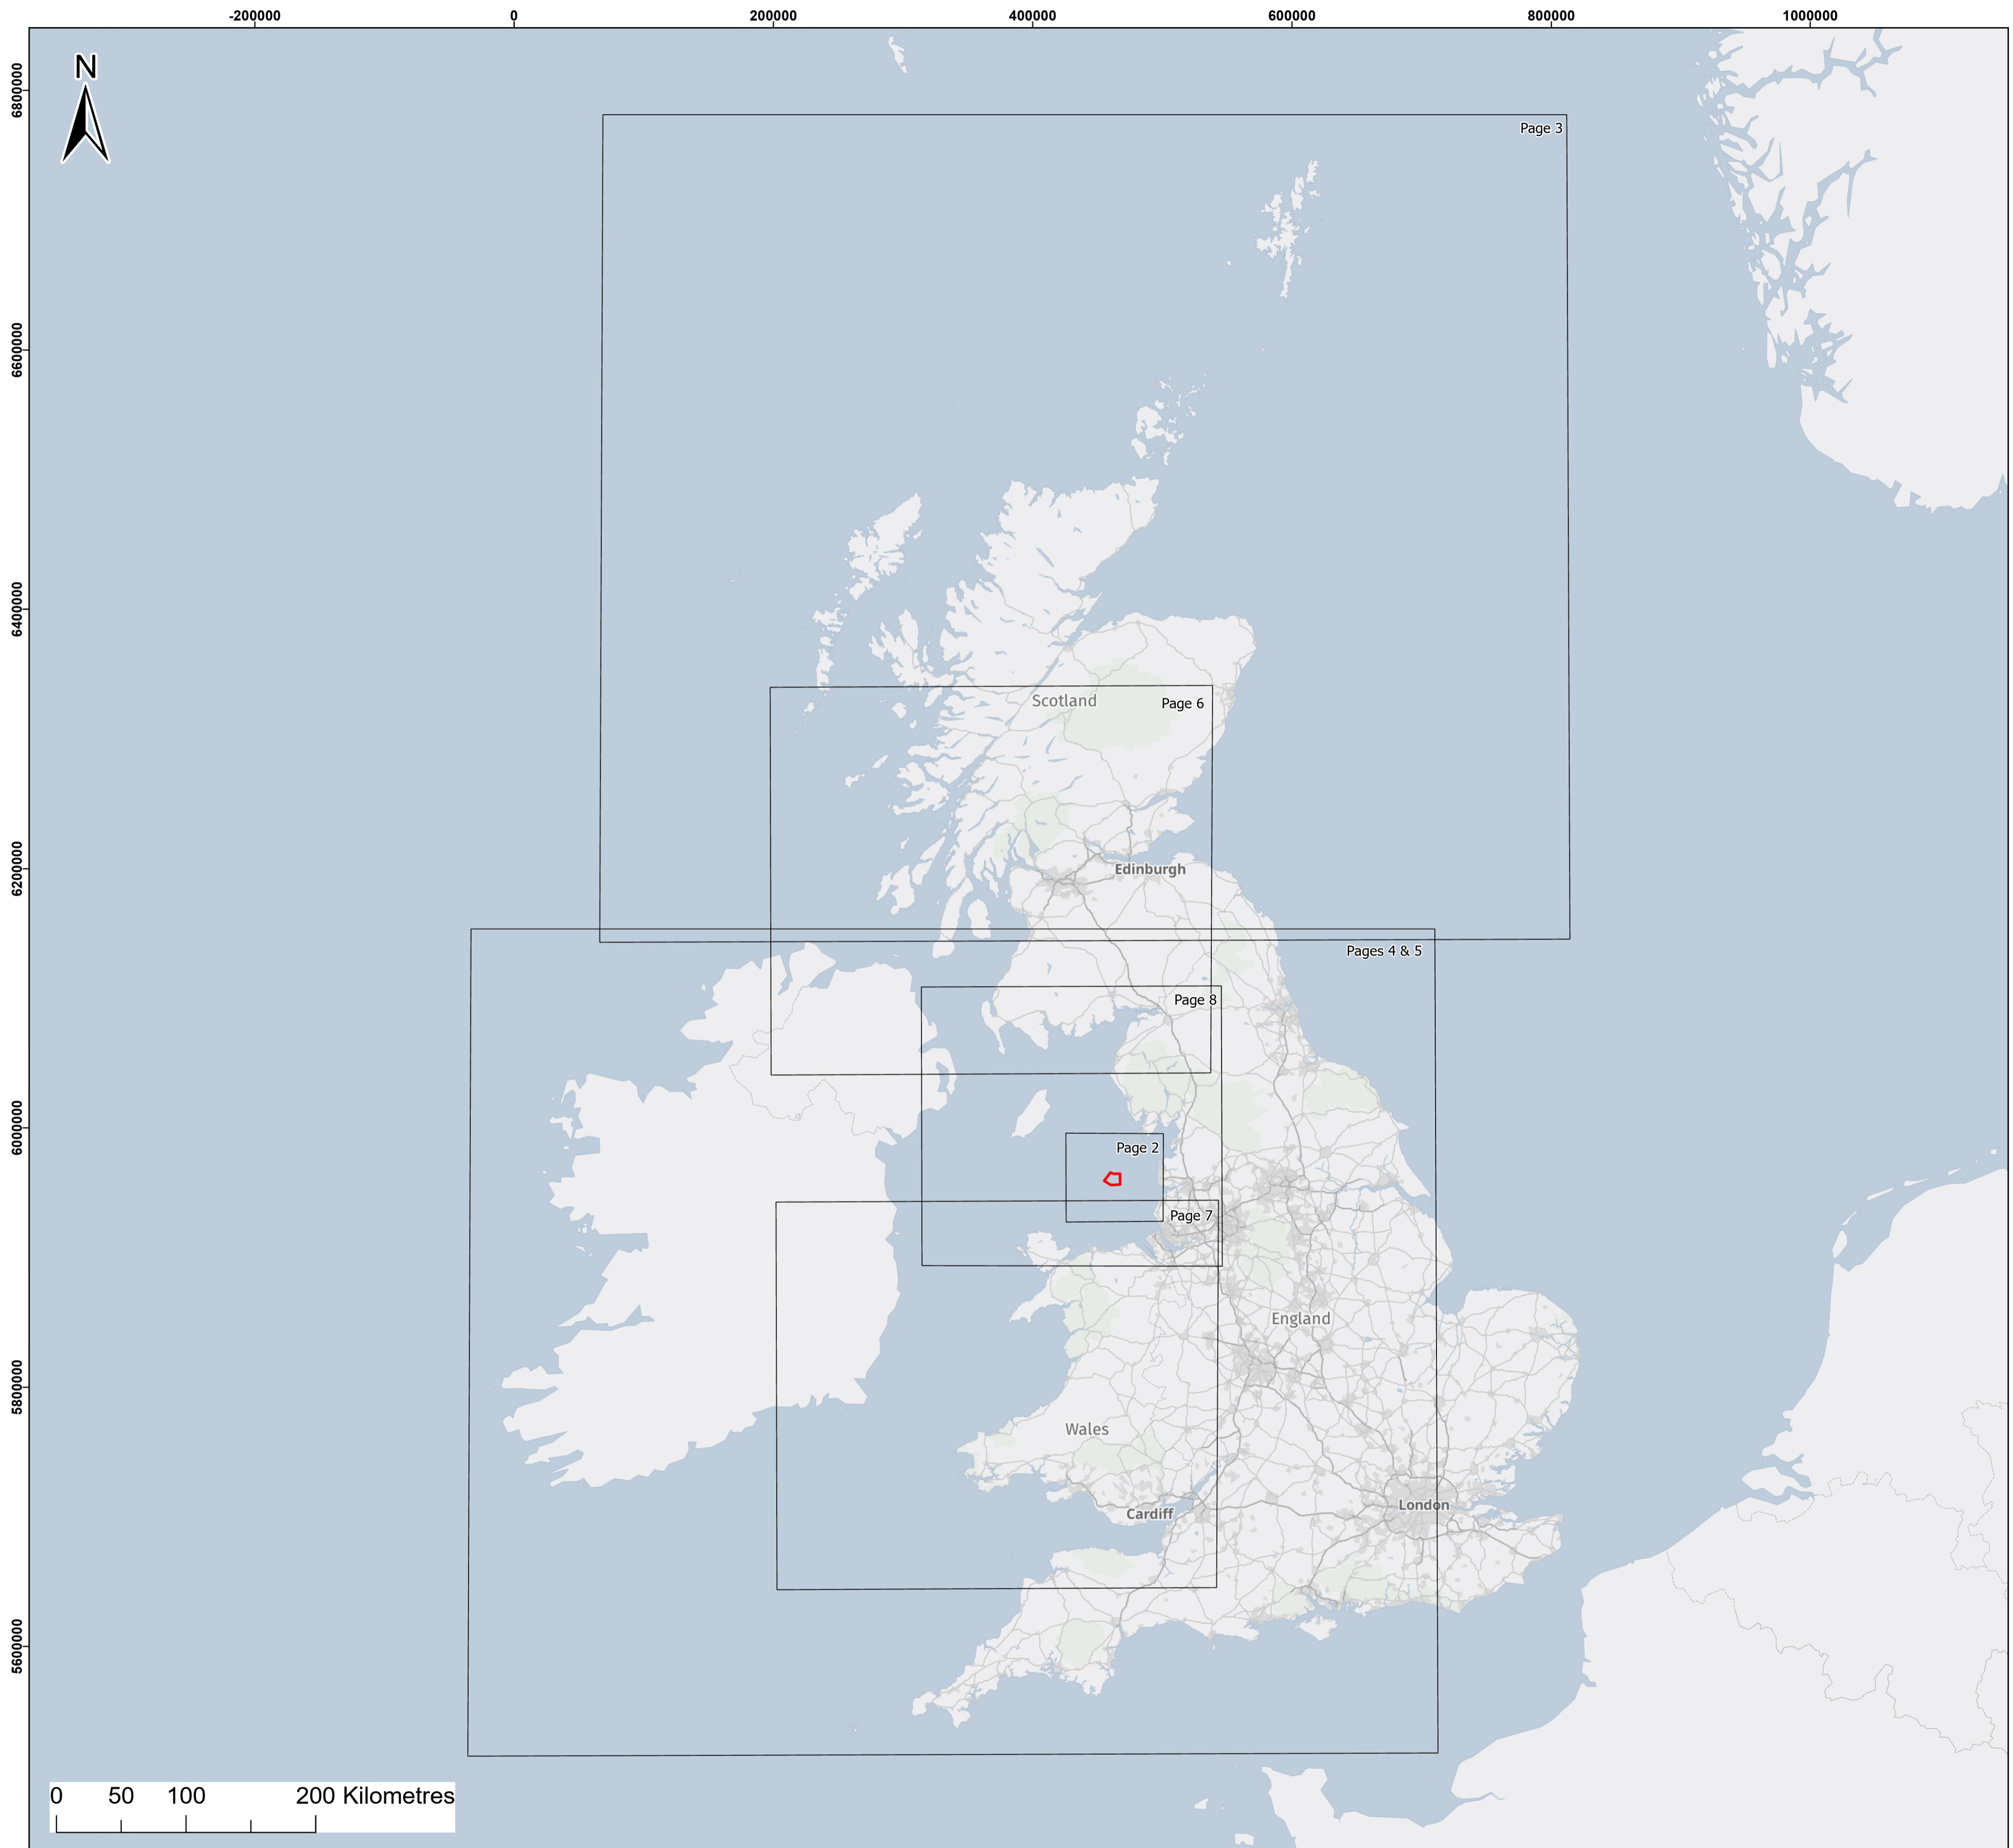 -200000 0 200000 400000 600000 800000 1000000
6800000
6600000
6400000
6200000
6000000
5800000
5600000
N
Page 3
Scotland
Page 6
Edinburgh
Pages 4 & 5
Page 8
Page 2
Page 7
England
Wales
London
Cardiff
0 50 100 200 Kilometres